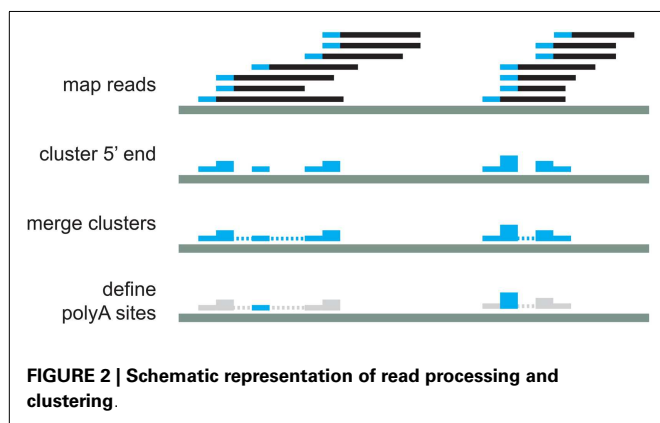 map reads
cluster 5' end
merge clusters
define
polyA sites
FIGURE 2 | Schematic representation of read processing and
clustering.